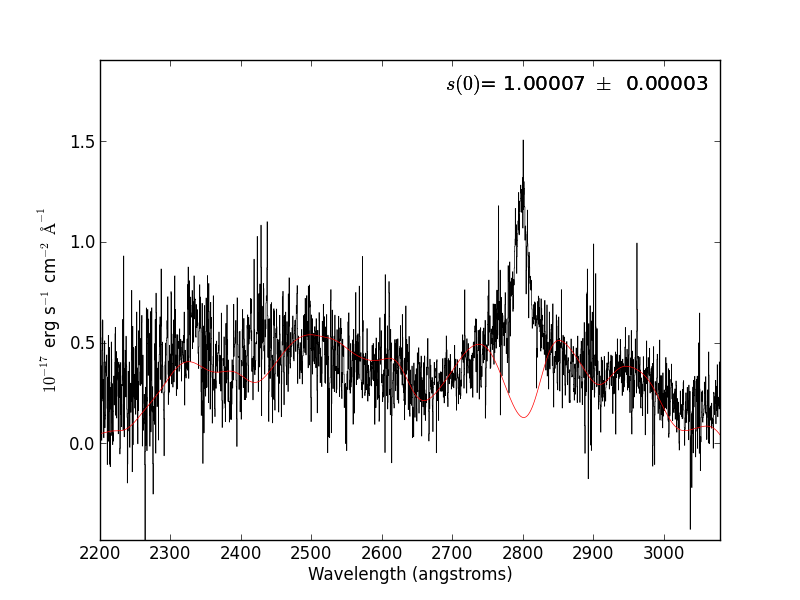 s(0)= 1.00007 ± 0.00003
1.5
1.0
0.5
0.0
10⁻¹⁷ erg s⁻¹ cm⁻² Å⁻¹
2200 2300 2400 2500 2600 2700 2800 2900 3000
Wavelength (angstroms)